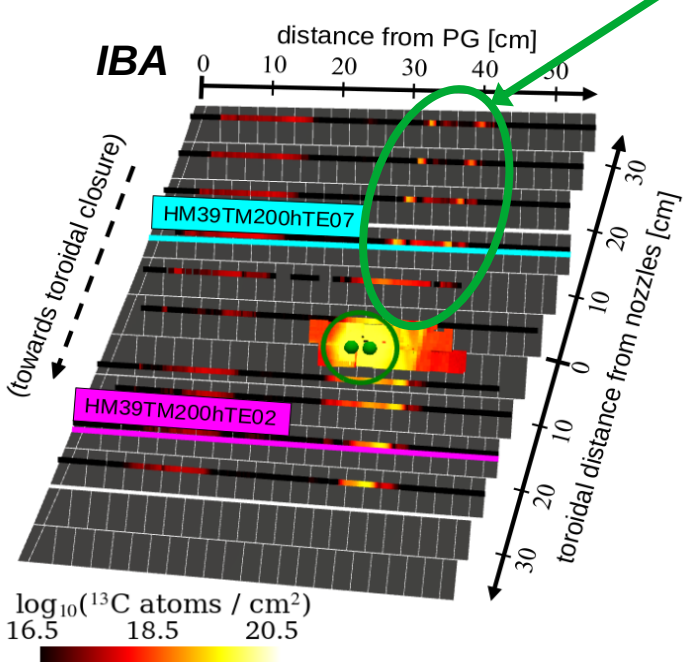 distance from PG [cm]
IBA
0 10 20 30 40 50
(towards toroidal closure)
30
HM39TM200hTE07
20
10
0
toroidal distance from nozzles [cm]
HM39TM200hTE02
10
20
30
log₁₀(¹³C atoms / cm²)
16.5 18.5 20.5